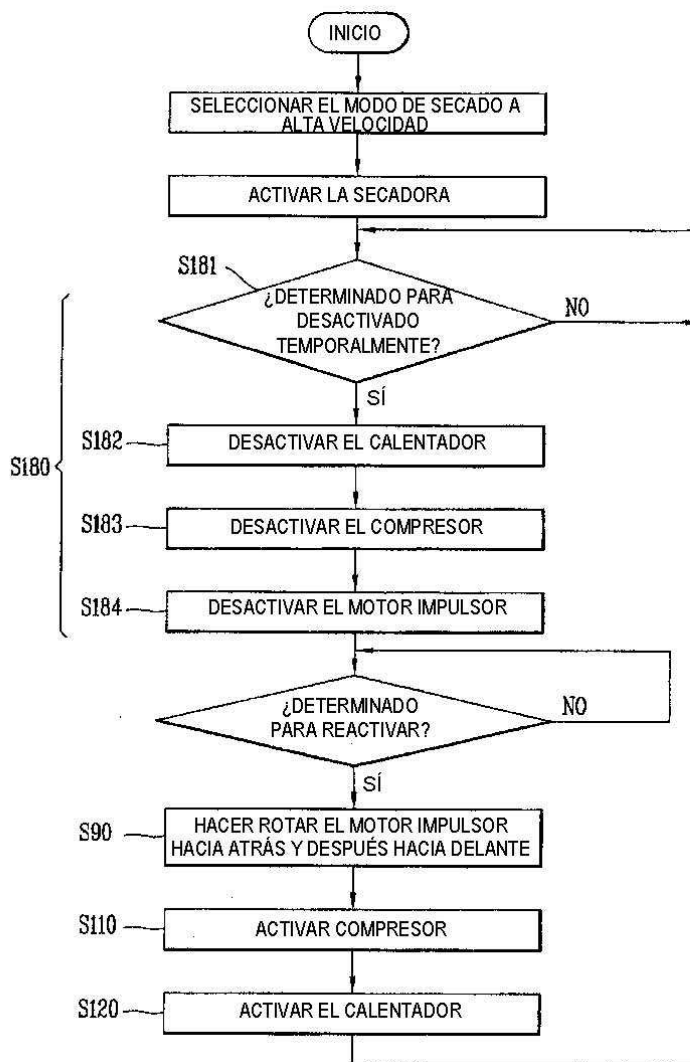 INICIO
SELECCIONAR EL MODO DE SECADO A
ALTA VELOCIDAD
ACTIVAR LA SECADORA
S181
¿DETERMINADO PARA
DESACTIVADO
TEMPORALMENTE?
NO
SÍ
S180
S182
DESACTIVAR EL CALENTADOR
S183
DESACTIVAR EL COMPRESOR
S184
DESACTIVAR EL MOTOR IMPULSOR
¿DETERMINADO
PARA REACTIVAR?
NO
SÍ
S90
HACER ROTAR EL MOTOR IMPULSOR
HACIA ATRÁS Y DESPUÉS HACIA DELANTE
S110
ACTIVAR COMPRESOR
S120
ACTIVAR EL CALENTADOR